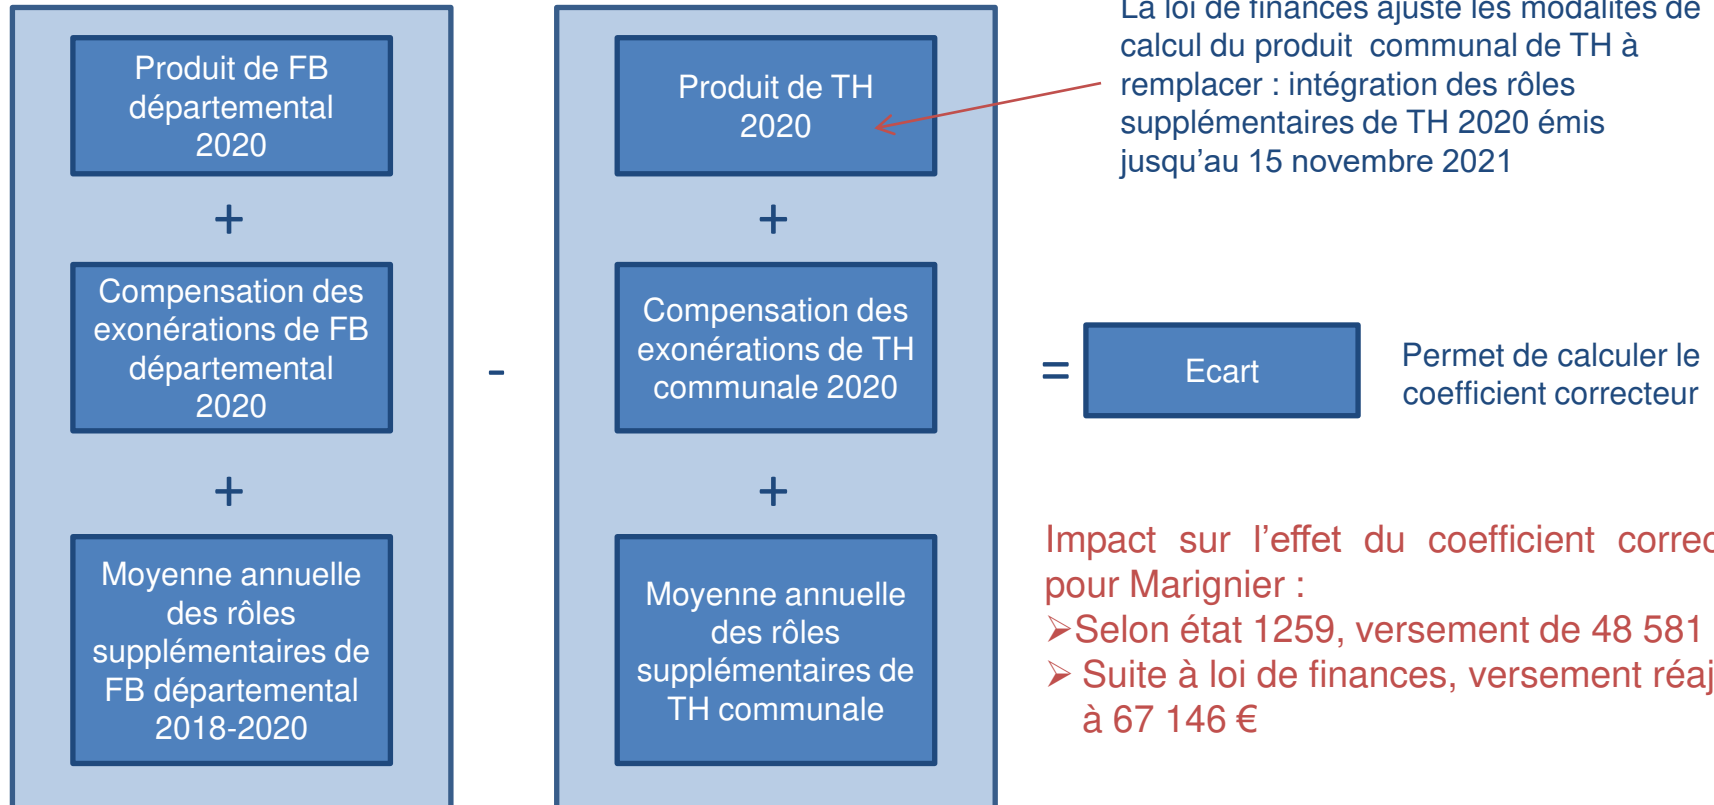 Produit de FB
départemental
2020
+
Compensation des
exonérations de FB
départemental
2020
+
Moyenne annuelle
des rôles
supplémentaires de
FB départemental
2018-2020
-
Produit de TH
2020
+
Compensation des
exonérations de TH
communale 2020
+
Moyenne annuelle
des rôles
supplémentaires de
TH communale
La loi de finances ajuste les modalités de
calcul du produit communal de TH à
remplacer : intégration des rôles
supplémentaires de TH 2020 émis
jusqu’au 15 novembre 2021
=
Ecart
Permet de calculer le
coefficient correcteur
Impact sur l’effet du coefficient
pour Marignier :
➢Selon état 1259, versement de 48 581
➢ Suite à loi de finances, versement
à 67 146 €